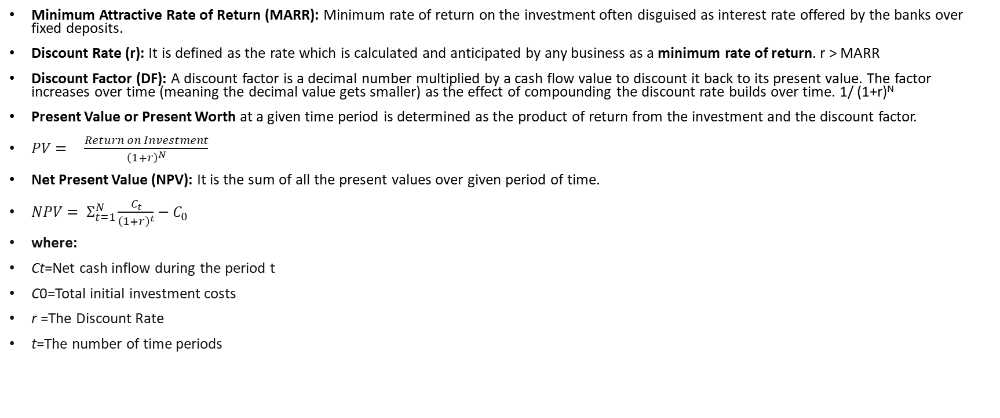 • Minimum Attractive Rate of Return (MARR): Minimum rate of return on the investment often disguised as interest rate offered by the banks over
fixed deposits.
• Discount Rate (r): It is defined as the rate which is calculated and anticipated by any business as a minimum rate of return. r > MARR
• Discount Factor (DF): A discount factor is a decimal number multiplied by a cash flow value to discount it back to its present value. The factor
increases over time (meaning the decimal value gets smaller) as the effect of compounding the discount rate builds over time. 1/ (1+r)^N
• Present Value or Present Worth at a given time period is determined as the product of return from the investment and the discount factor.
• PV = \frac{Return on Investment}{(1+r)^N}
• Net Present Value (NPV): It is the sum of all the present values over given period of time.
• NPV = Σ_{t=1}^{N} \frac{C_t}{(1+r)^t} − C_0
• where:
• Ct=Net cash inflow during the period t
• C0=Total initial investment costs
• r =The Discount Rate
• t=The number of time periods